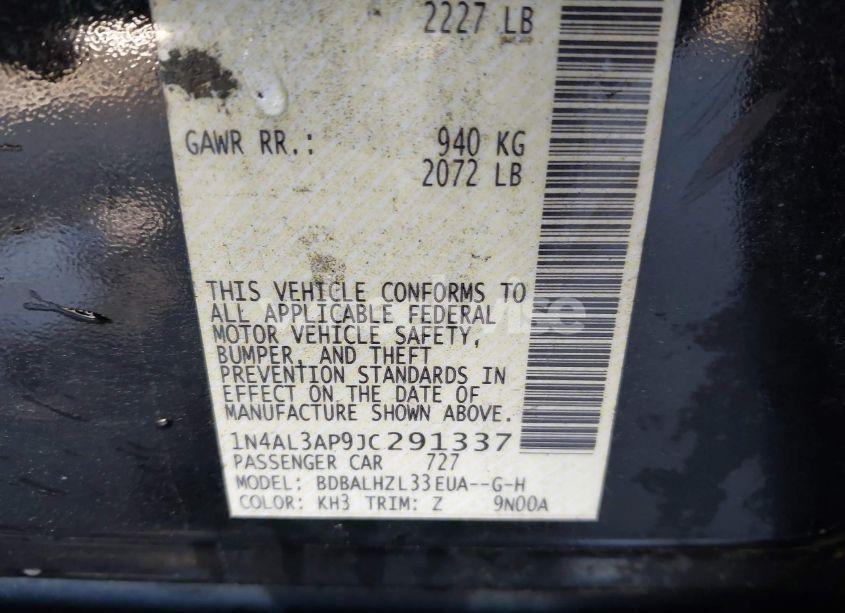 2227 LB
GAWR RR.: 940 KG
2072 LB
THIS VEHICLE CONFORMS TO
ALL APPLICABLE FEDERAL
MOTOR VEHICLE SAFETY,
BUMPER, AND THEFT
PREVENTION STANDARDS IN
EFFECT ON THE DATE OF
MANUFACTURE SHOWN ABOVE.
1N4AL3AP9JC291337
PASSENGER CAR 727
MODEL: BDBALHZL33EUA--G-H
COLOR: KH3 TRIM: Z 9N00A